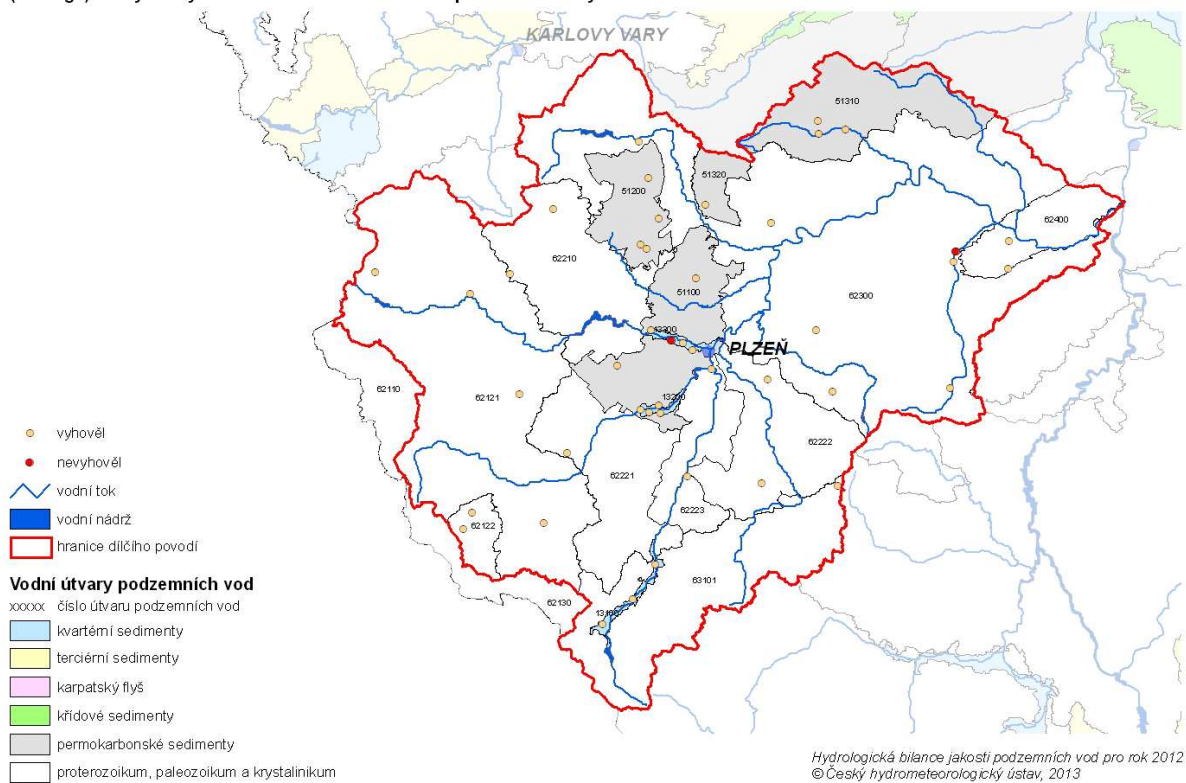 KARLOVY VARY
51310
51320
51200
62400
62210
51100
62300
13300
PLZEŇ
62110
62121
62222
62221
62122
62223
63101
62130
vyhověl
nevyhověl
vodní tok
vodní nádrž
hranice dílčího povodí
Vodní útvary podzemních vod
xxxxx číslo útvaru podzemních vod
kvartérní sedimenty
terciérní sedimenty
karpatský flyš
křídové sedimenty
permokarbonské sedimenty
proterozoikum, paleozoikum a krystalinikum
Hydrologická bilance jakosti podzemních vod pro rok 2012
© Český hydrometeorologický ústav, 2013